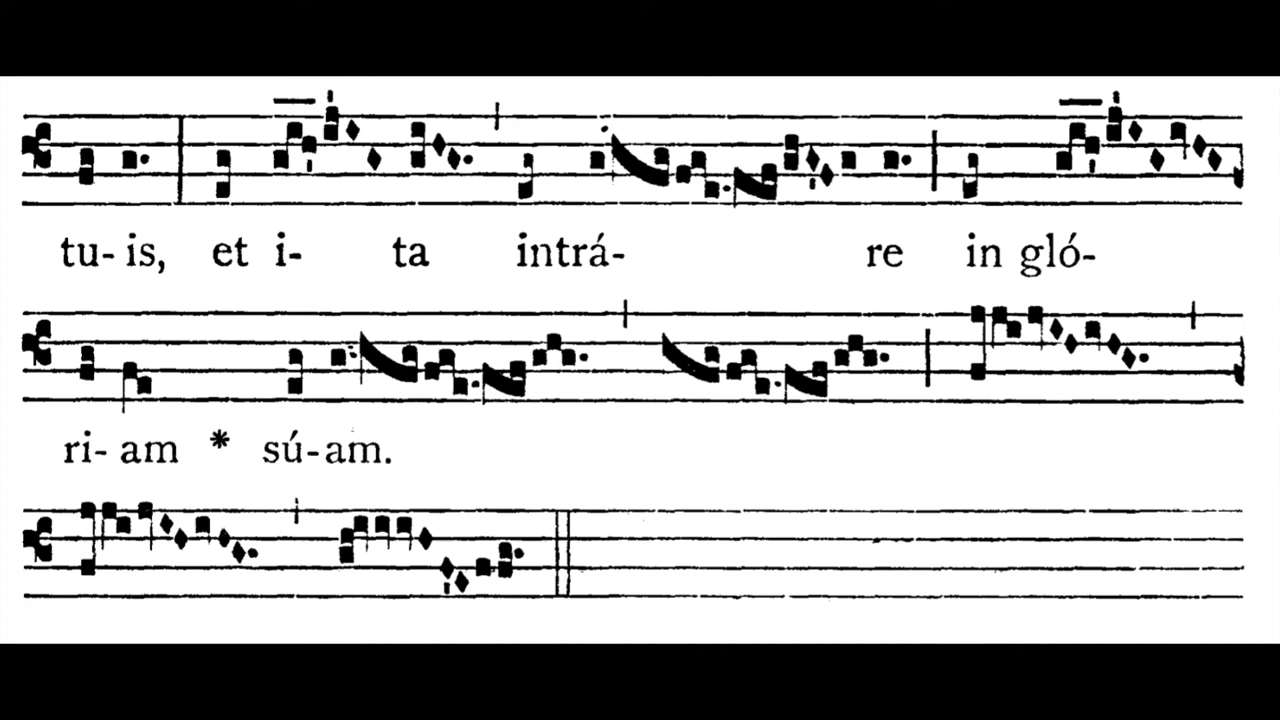 tu- is, et i- ta intrá- re in gló-
ri- am * sú- am.